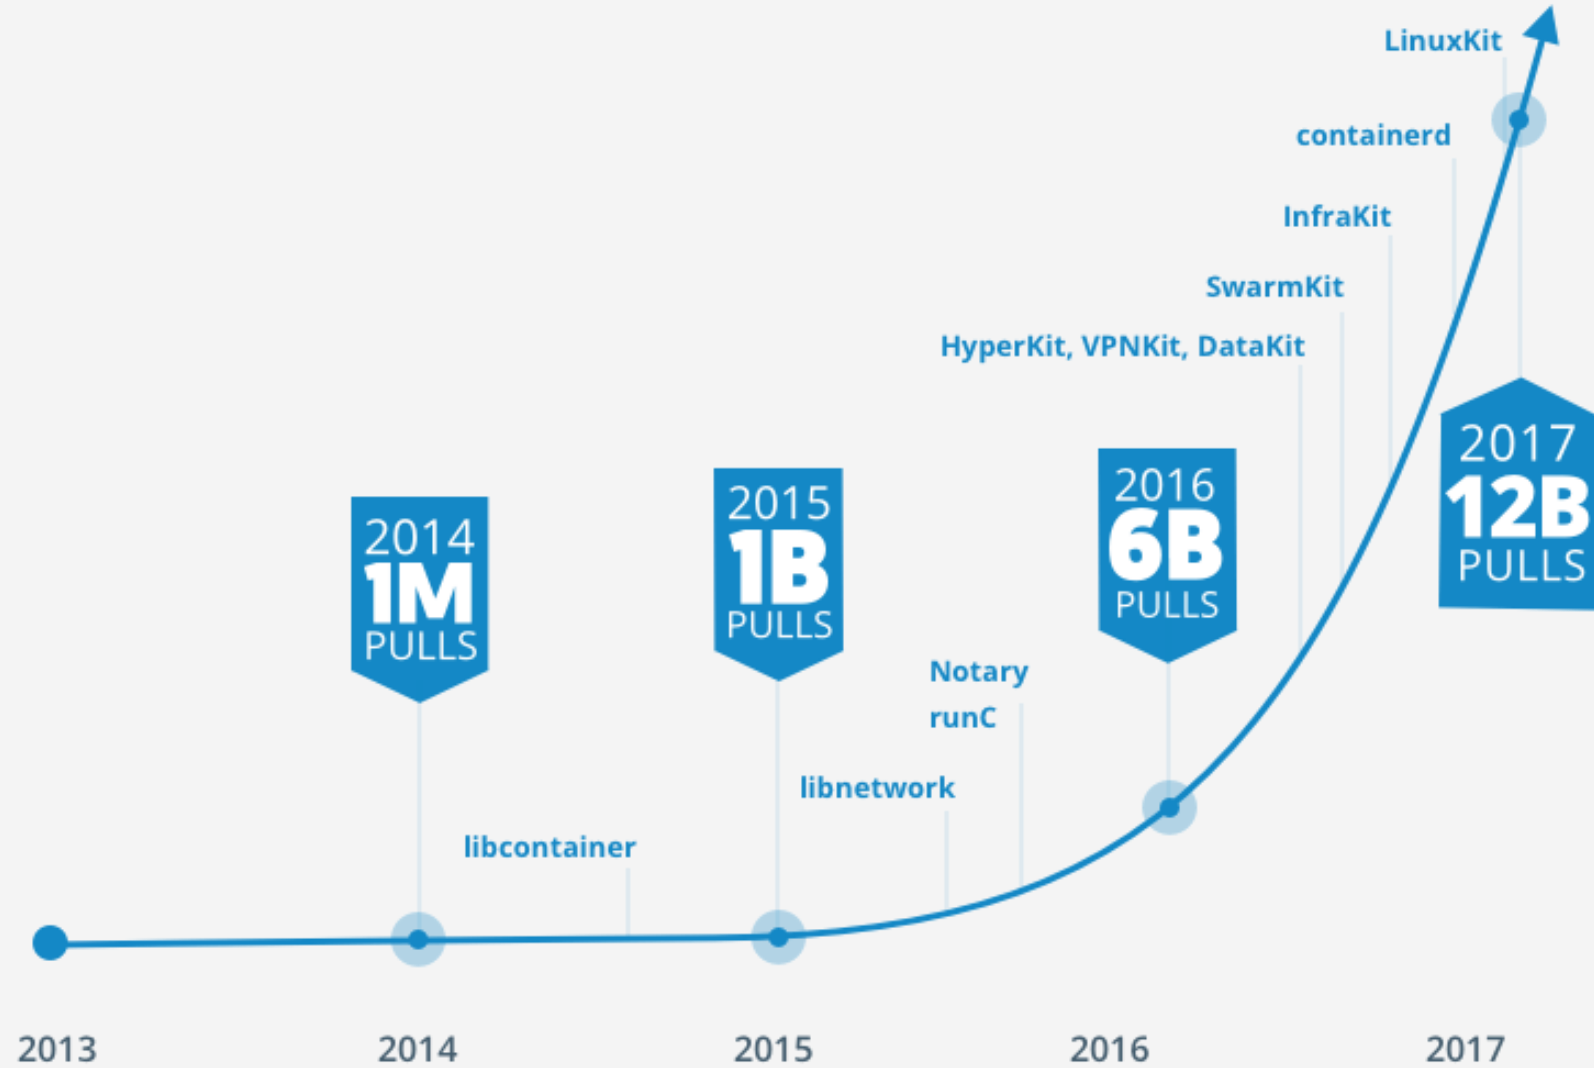 LinuxKit
containerd
InfraKit
SwarmKit
HyperKit, VPNKit, DataKit
2014
1M
PULLS
2015
1B
PULLS
2016
6B
PULLS
2017
12B
PULLS
Notary
runC
libnetwork
libcontainer
2013
2014
2015
2016
2017